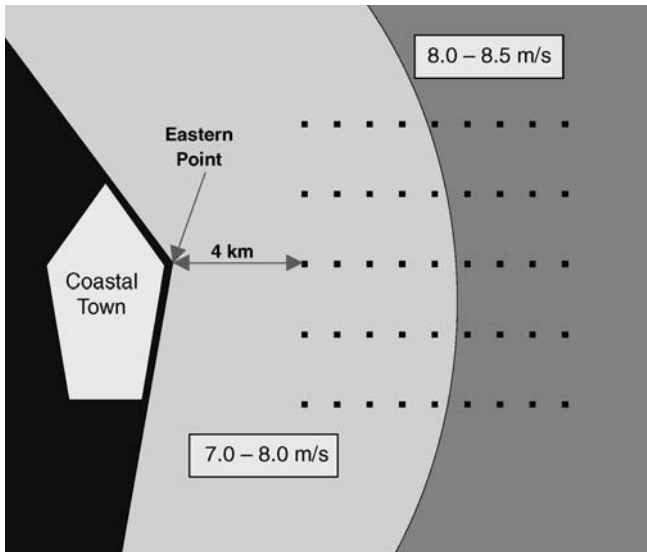 8.0 – 8.5 m/s
Eastern
Point
4 km
Coastal
Town
7.0 – 8.0 m/s